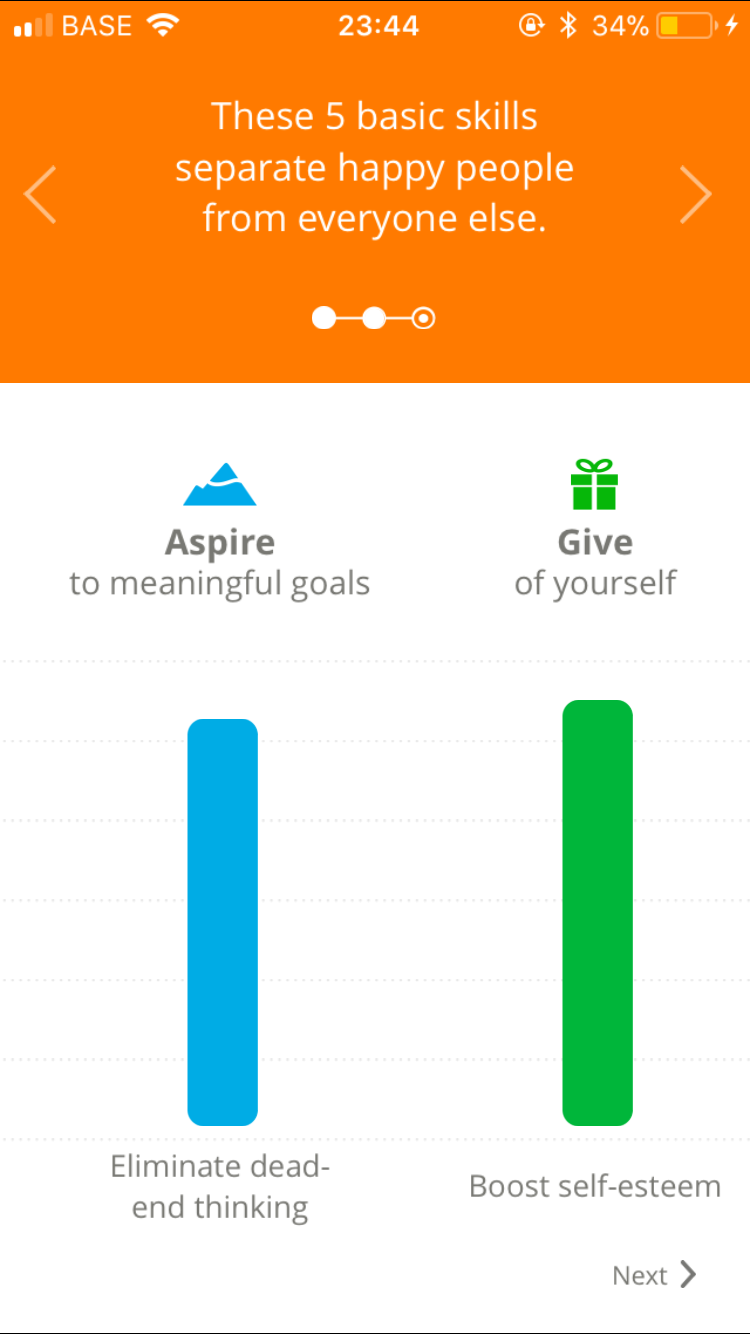 BASE 23:44 34%
These 5 basic skills
separate happy people
from everyone else.
Aspire
to meaningful goals
Give
of yourself
Eliminate dead-
end thinking
Boost self-esteem
Next